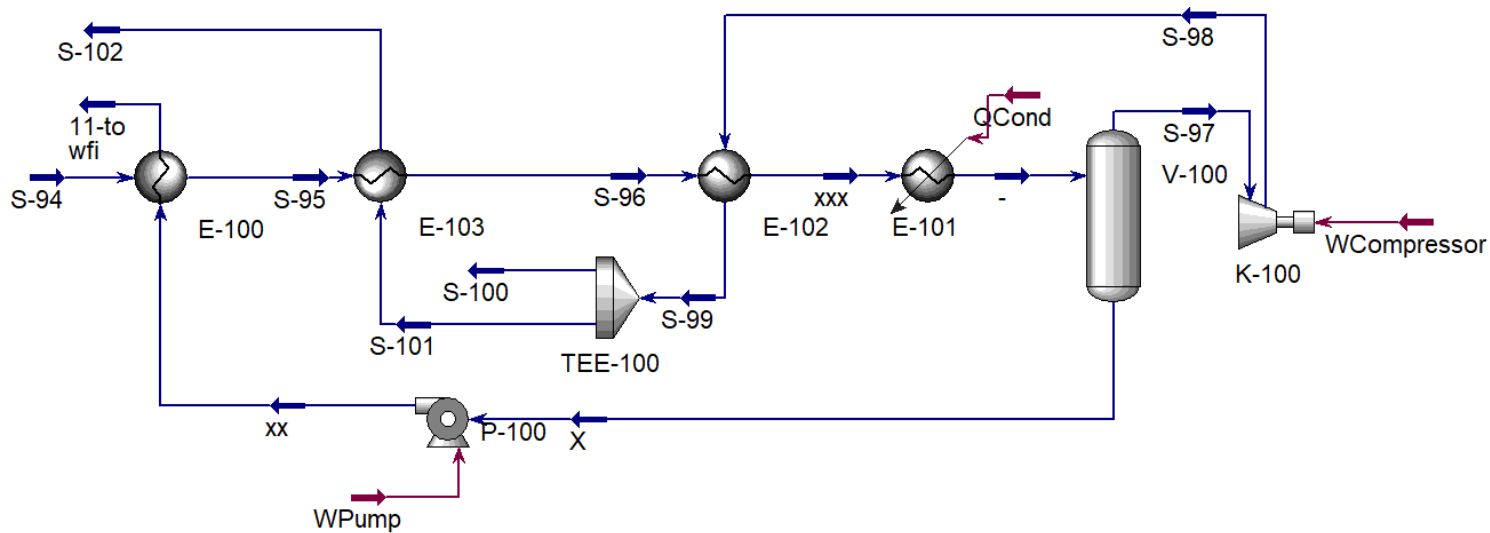 S-98
S-102
QCond
11-to
wfi
S-97
V-100
S-94
E-100
S-95
E-103
S-96
E-102
xxx
E-101
-
WCompressor
K-100
S-100
S-99
S-101
TEE-100
xx
P-100
X
WPump